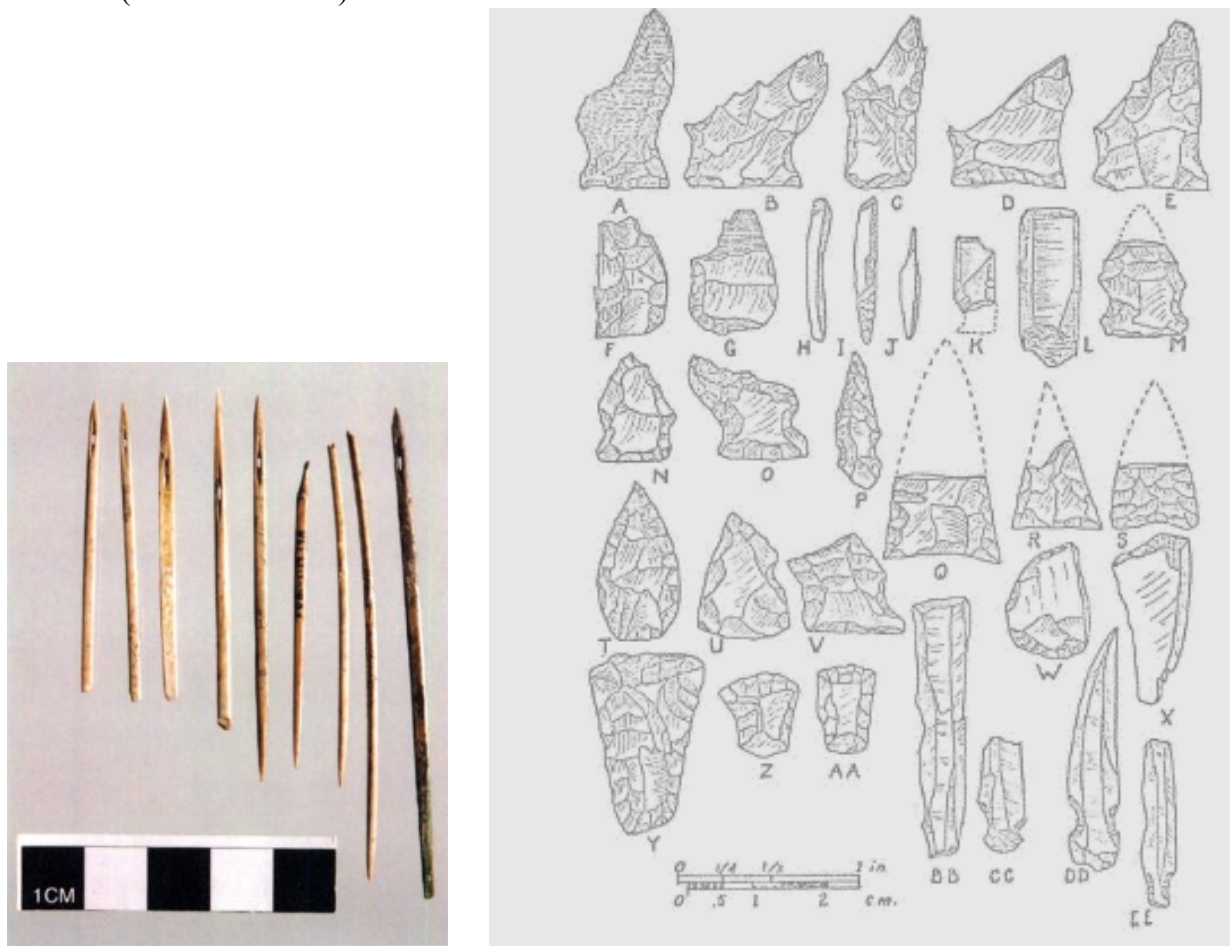 A B C D E
F G H I J K L M
N O P Q R S
T U V W X
Y Z AA BB CC DD EE
0 1/4 1/2 1 in.
0 .5 1 2 cm.
1CM